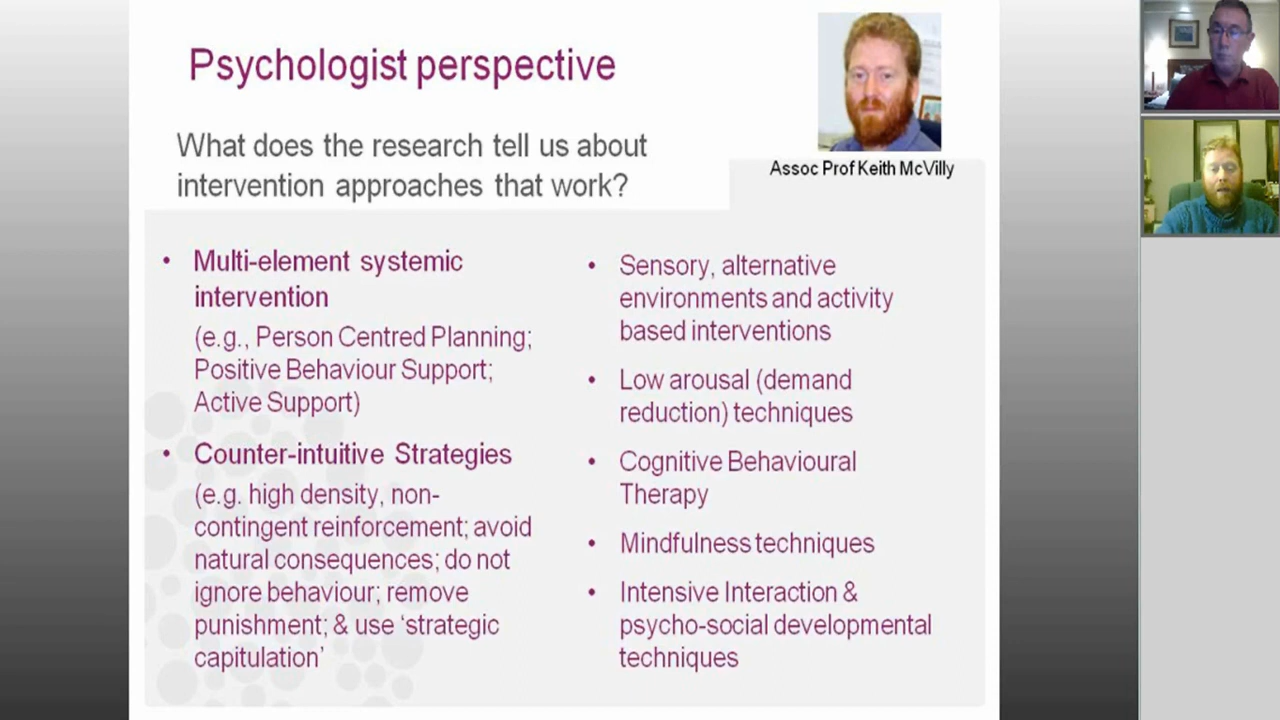 Psychologist perspective
What does the research tell us about
intervention approaches that work?
Assoc Prof Keith McVilly
• Multi-element systemic
intervention
(e.g., Person Centred Planning;
Positive Behaviour Support;
Active Support)
• Counter-intuitive Strategies
(e.g. high density, non-
contingent reinforcement; avoid
natural consequences; do not
ignore behaviour; remove
punishment; & use ‘strategic
capitulation’
• Sensory, alternative
environments and activity
based interventions
• Low arousal (demand
reduction) techniques
• Cognitive Behavioural
Therapy
• Mindfulness techniques
• Intensive Interaction &
psycho-social developmental
techniques